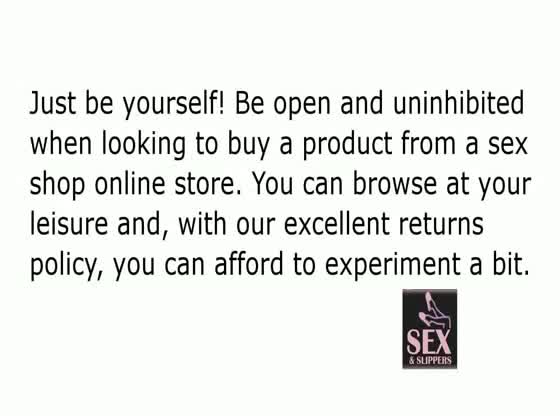 Just be yourself! Be open and uninhibited
when looking to buy a product from a sex
shop online store. You can browse at your
leisure and, with our excellent returns
policy, you can afford to experiment a bit.
SEX
& SLIPPERS